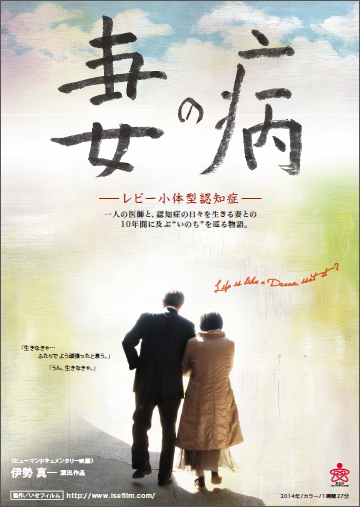 妻の病
―レビー小体型認知症―
一人の医師と、認知症の日々を生きる妻との
10年間に及ぶ“いのち”を巡る物語。
Life is like a Dream, isn't it?
「生きなきゃ…
ふたりで よう頑張ったと思う。」
「うん、生きなきゃ。」
《ヒューマンドキュメンタリー映画》
伊勢 真一 演出作品
製作/いせフィルム http://www.isefilm.com/
2014年/カラー/1時間27分